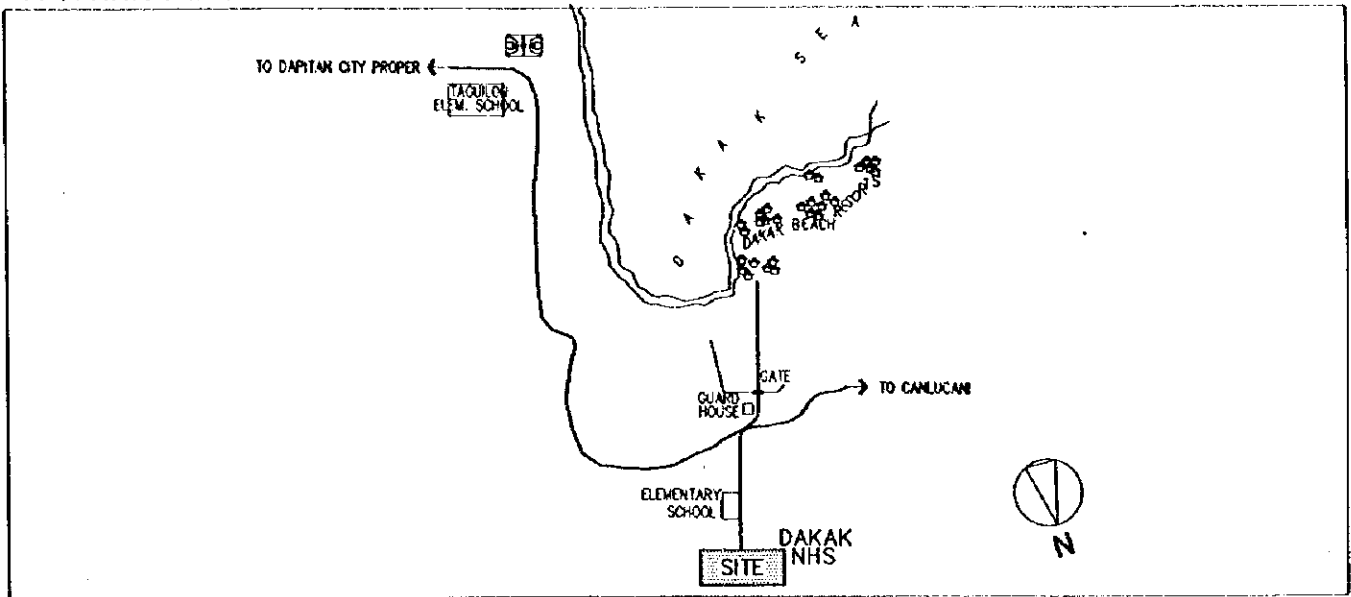 DAKAK SEA
TO DAPITAN CITY PROPER
TAGUILON
ELEM. SCHOOL
DAKAK BEACH RESORTS
GATE
GUARD
HOUSE
TO CANLUCANI
ELEMENTARY
SCHOOL
DAKAK
NHS
SITE
N